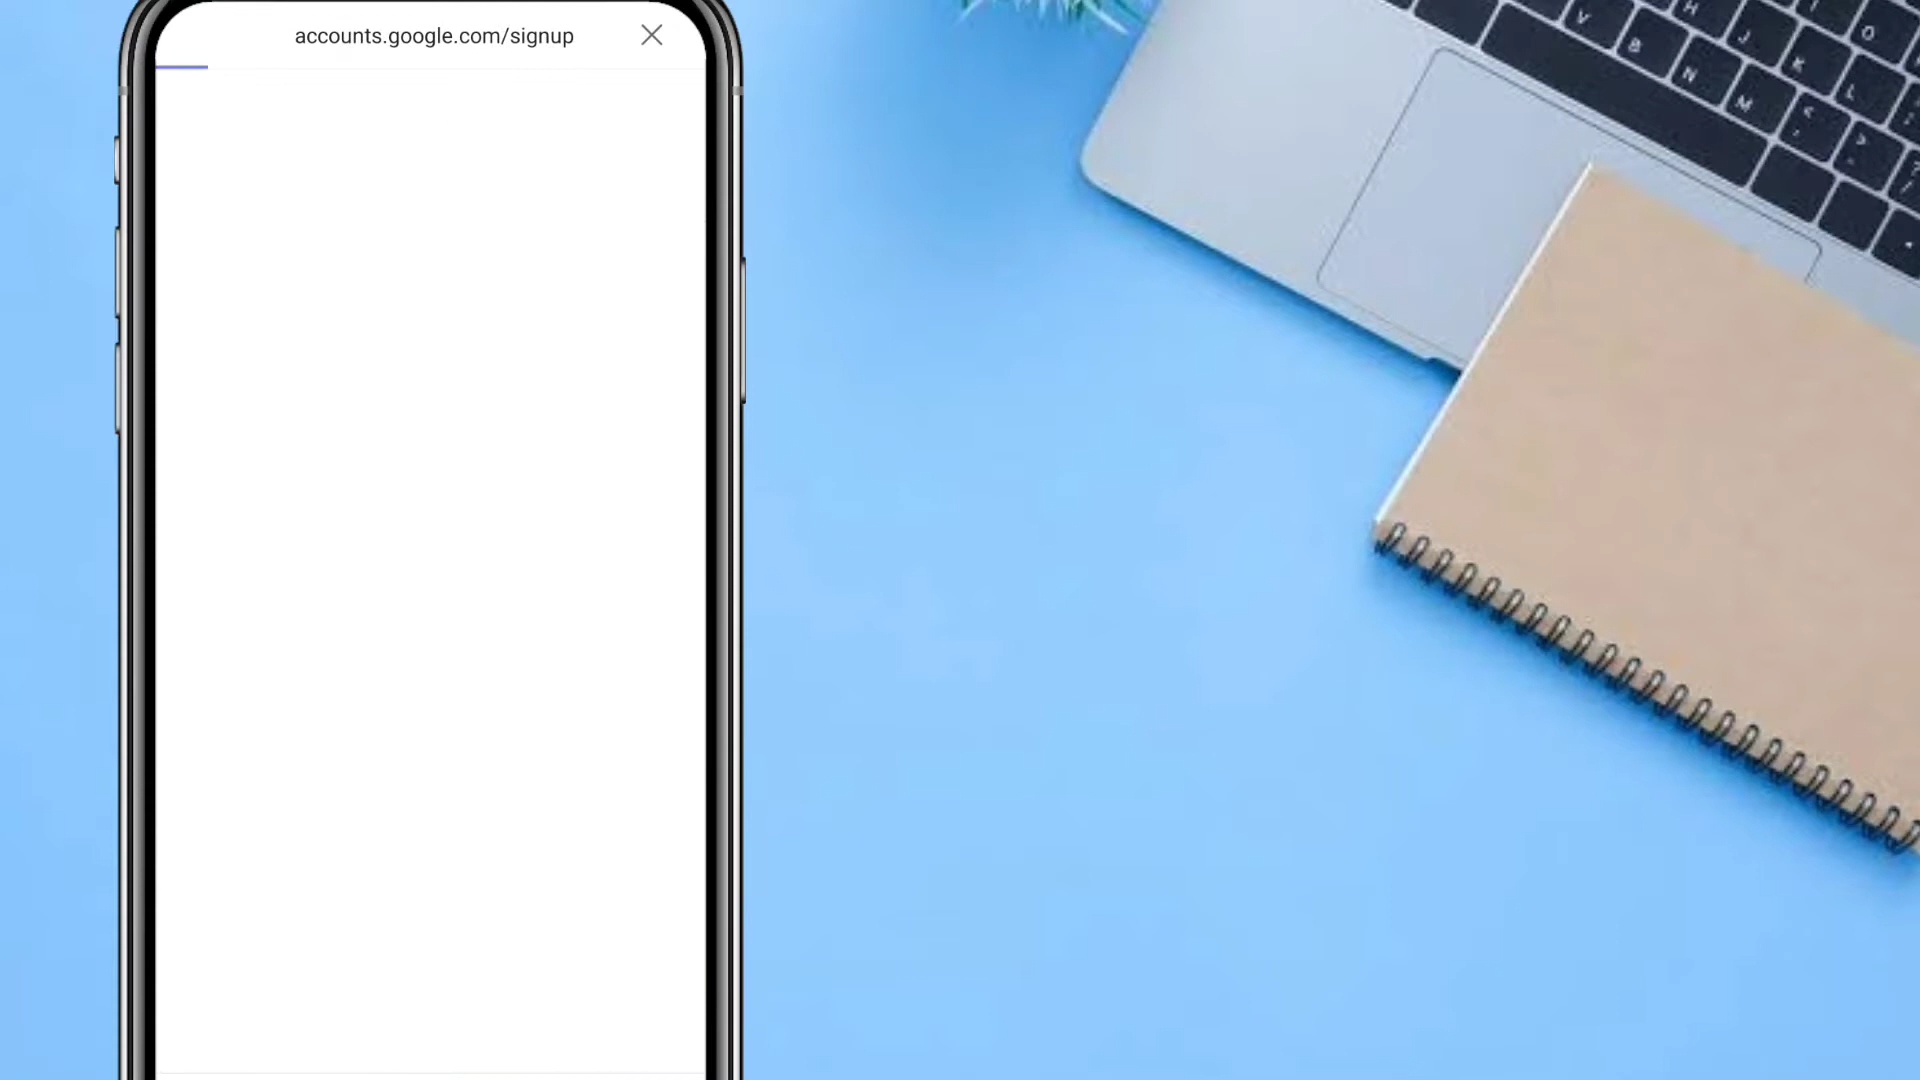 accounts.google.com/signup
V
B
H
N
J
M
I
K
<
,
O
L
>
.
?
/